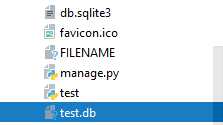 db.sqlite3
favicon.ico
FILENAME
manage.py
test
test.db